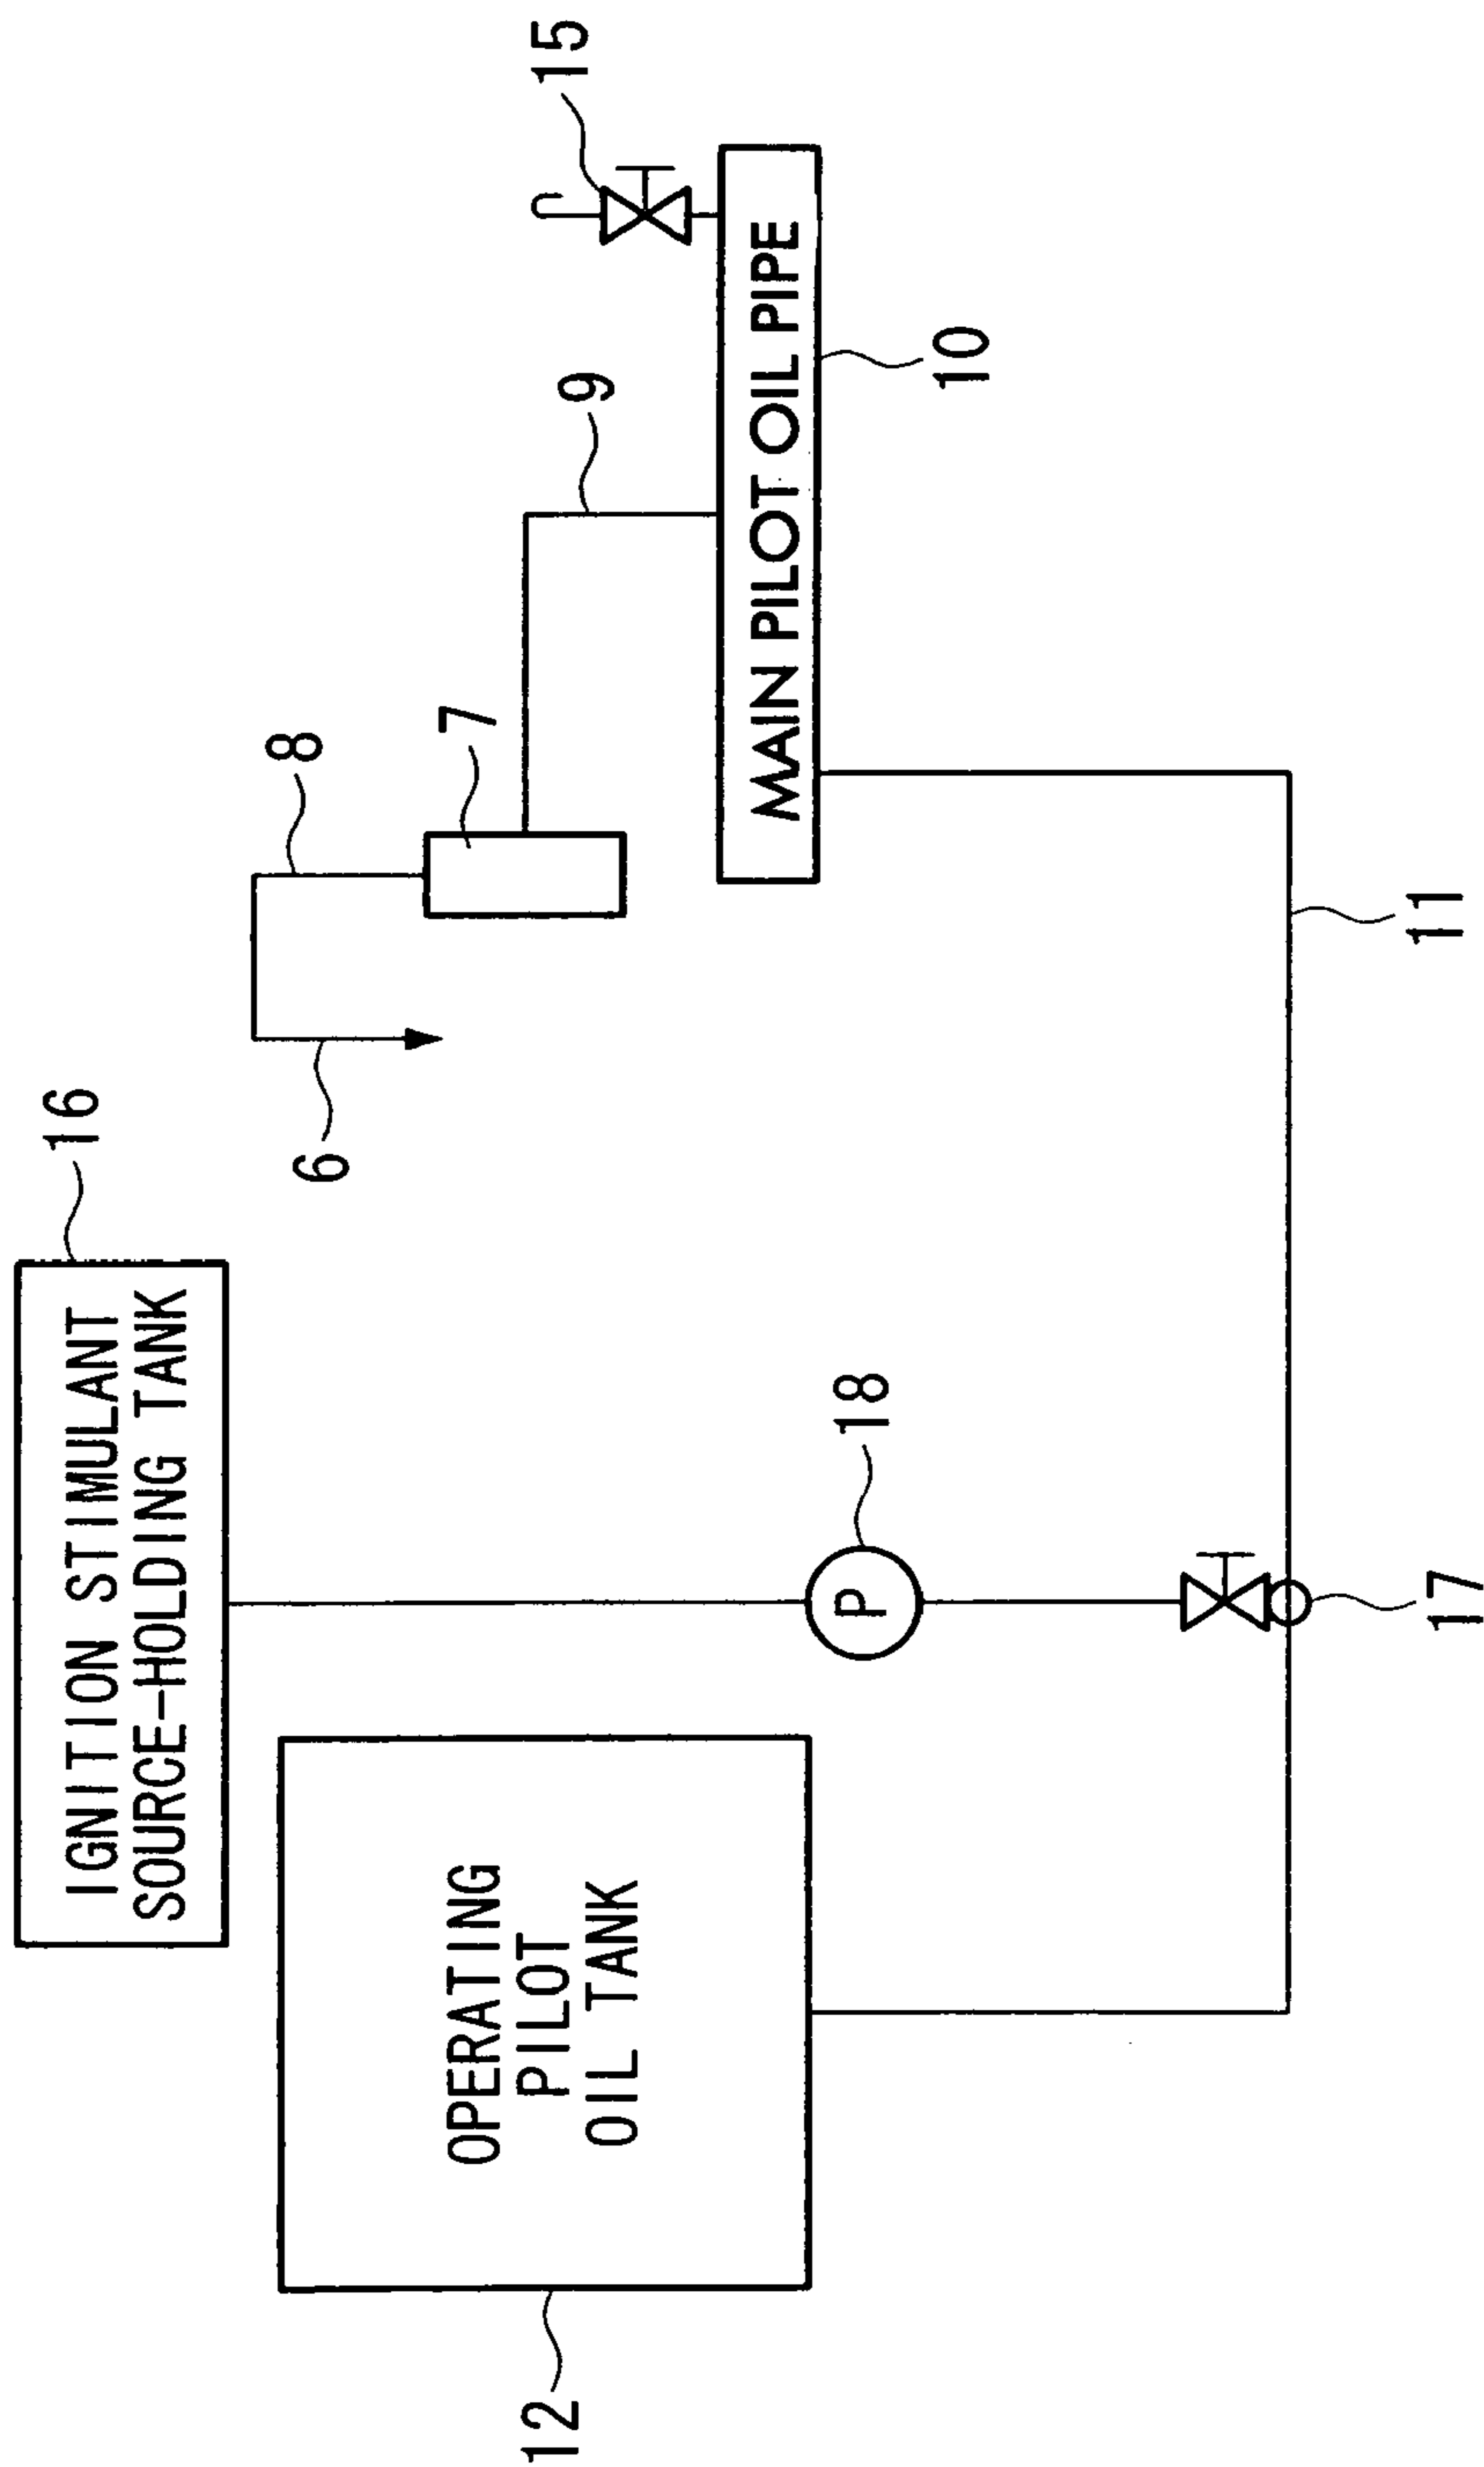 IGNITION STIMULANT
SOURCE-HOLDING TANK
16
6
8
7
9
15
OPERATING
PILOT
OIL TANK
12
P
18
MAIN PILOT OIL PIPE
10
17
11